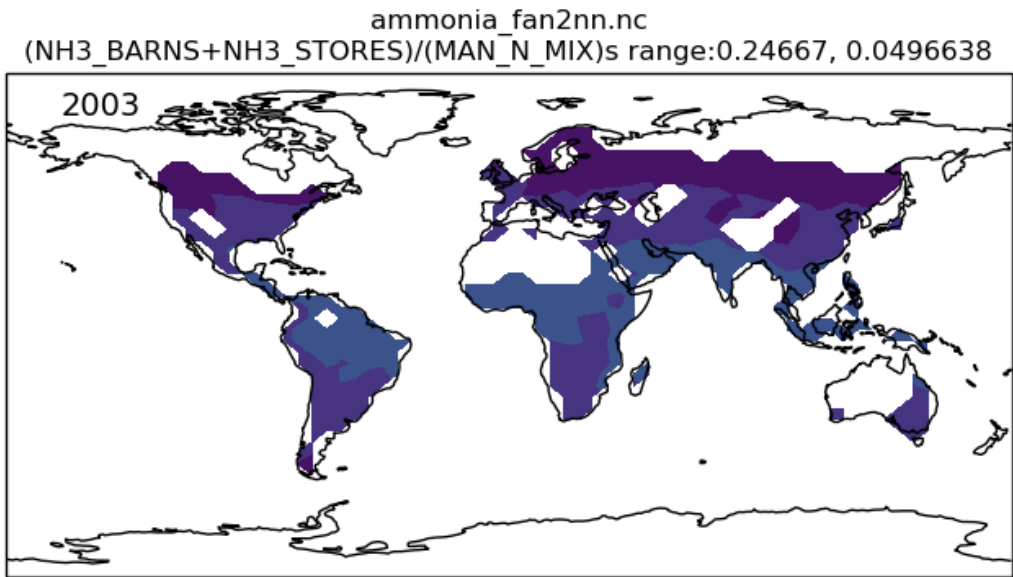 ammonia_fan2nn.nc
(NH3_BARNS+NH3_STORES)/(MAN_N_MIX)s range:0.24667, 0.0496638
2003